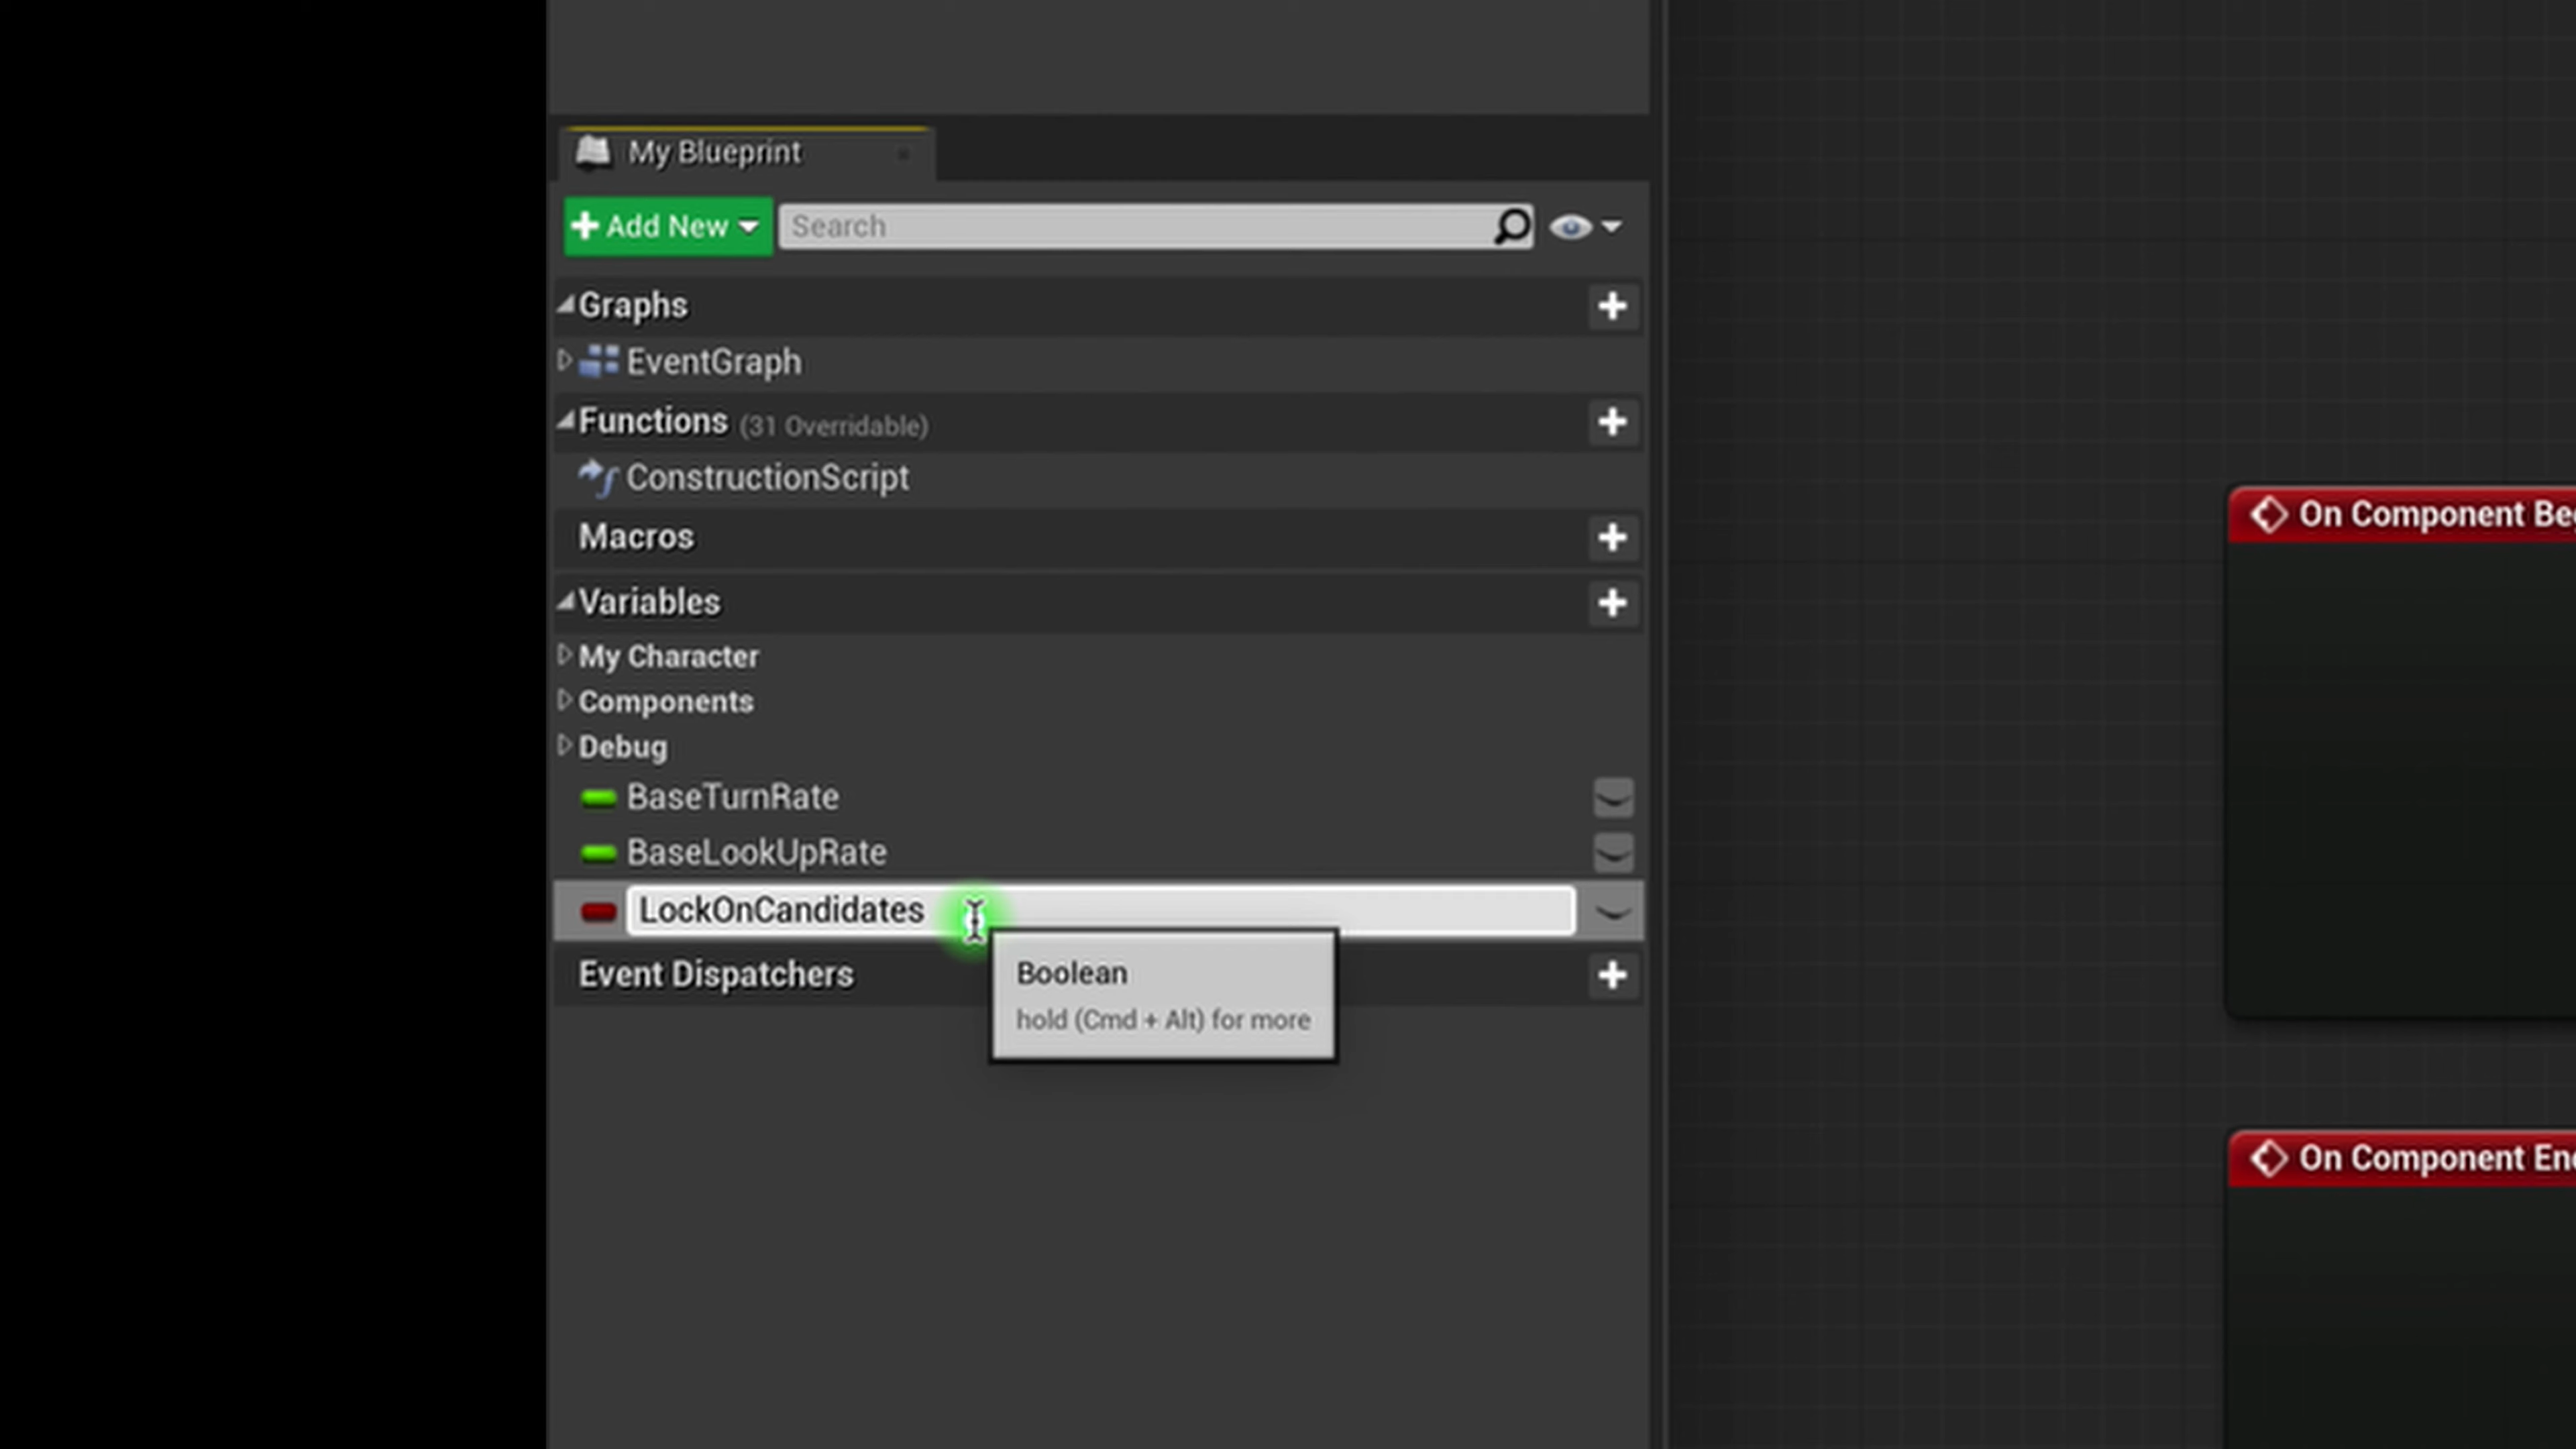 My Blueprint
Add New
Search
Graphs
EventGraph
Functions (31 Overridable)
ConstructionScript
On Component Be
Macros
Variables
My Character
Components
Debug
BaseTurnRate
BaseLookUpRate
LockOnCandidates
Event Dispatchers
Boolean
hold (Cmd + Alt) for more
On Component En